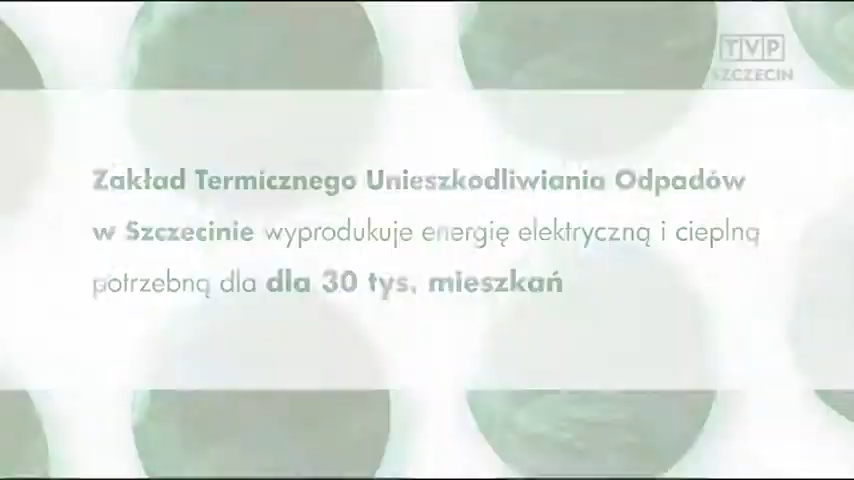 TVP
SZCZECIN
Zakład Termicznego Unieszkodliwiania Odpadów
w Szczecinie wyprodukuje energię elektryczną i cieplną
potrzebną dla dla 30 tys. mieszkań